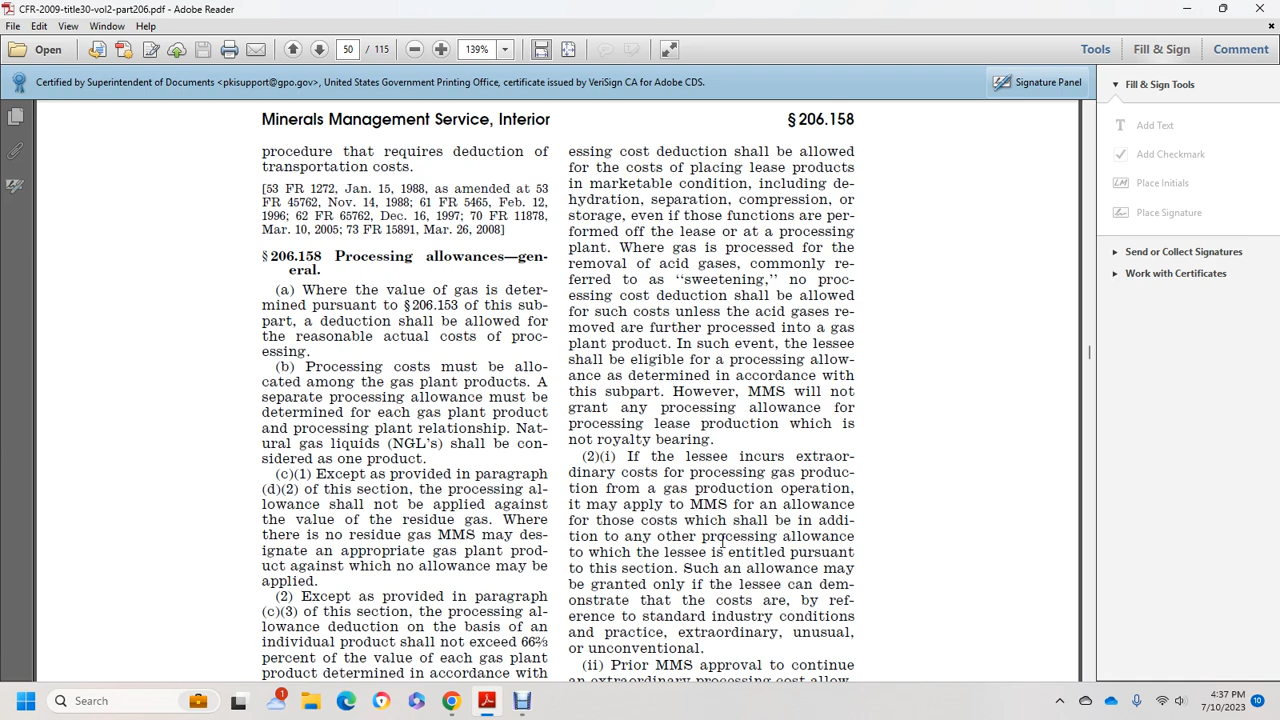 CFR-2009-title30-vol2-part206.pdf - Adobe Reader
File Edit View Window Help
Open 50 / 115 139% Tools Fill & Sign Comment
Certified by Superintendent of Documents <pkisupport@gpo.gov>, United States Government Printing Office, certificate issued by VeriSign CA for Adobe CDS.
Signature Panel
Minerals Management Service, Interior
§ 206.158
procedure that requires deduction of
transportation costs.
[53 FR 1272, Jan. 15, 1988, as amended at 53
FR 45762, Nov. 14, 1988; 61 FR 5465, Feb. 12,
1996; 62 FR 65762, Dec. 16, 1997; 70 FR 11878,
Mar. 10, 2005; 73 FR 15891, Mar. 26, 2008]
§ 206.158 Processing allowances—gen-
eral.
(a) Where the value of gas is deter-
mined pursuant to § 206.153 of this sub-
part, a deduction shall be allowed for
the reasonable actual costs of proc-
essing.
(b) Processing costs must be allo-
cated among the gas plant products. A
separate processing allowance must be
determined for each gas plant product
and processing plant relationship. Nat-
ural gas liquids (NGL's) shall be con-
sidered as one product.
(c)(1) Except as provided in paragraph
(d)(2) of this section, the processing al-
lowance shall not be applied against
the value of the residue gas. Where
there is no residue gas MMS may des-
ignate an appropriate gas plant prod-
uct against which no allowance may be
applied.
(2) Except as provided in paragraph
(c)(3) of this section, the processing al-
lowance deduction on the basis of an
individual product shall not exceed 66⅔
percent of the value of each gas plant
product determined in accordance with
essing cost deduction shall be allowed
for the costs of placing lease products
in marketable condition, including de-
hydration, separation, compression, or
storage, even if those functions are per-
formed off the lease or at a processing
plant. Where gas is processed for the
removal of acid gases, commonly re-
ferred to as ‘‘sweetening,’’ no proc-
essing cost deduction shall be allowed
for such costs unless the acid gases re-
moved are further processed into a gas
plant product. In such event, the lessee
shall be eligible for a processing allow-
ance as determined in accordance with
this subpart. However, MMS will not
grant any processing allowance for
processing lease production which is
not royalty bearing.
(2)(i) If the lessee incurs extraor-
dinary costs for processing gas produc-
tion from a gas production operation,
it may apply to MMS for an allowance
for those costs which shall be in addi-
tion to any other processing allowance
to which the lessee is entitled pursuant
to this section. Such an allowance may
be granted only if the lessee can dem-
onstrate that the costs are, by ref-
erence to standard industry conditions
and practice, extraordinary, unusual,
or unconventional.
(ii) Prior MMS approval to continue
an extraordinary processing cost allow-
Fill & Sign Tools
Add Text
Add Checkmark
Place Initials
Place Signature
Send or Collect Signatures
Work with Certificates
Search
4:37 PM
7/10/2023
10
1